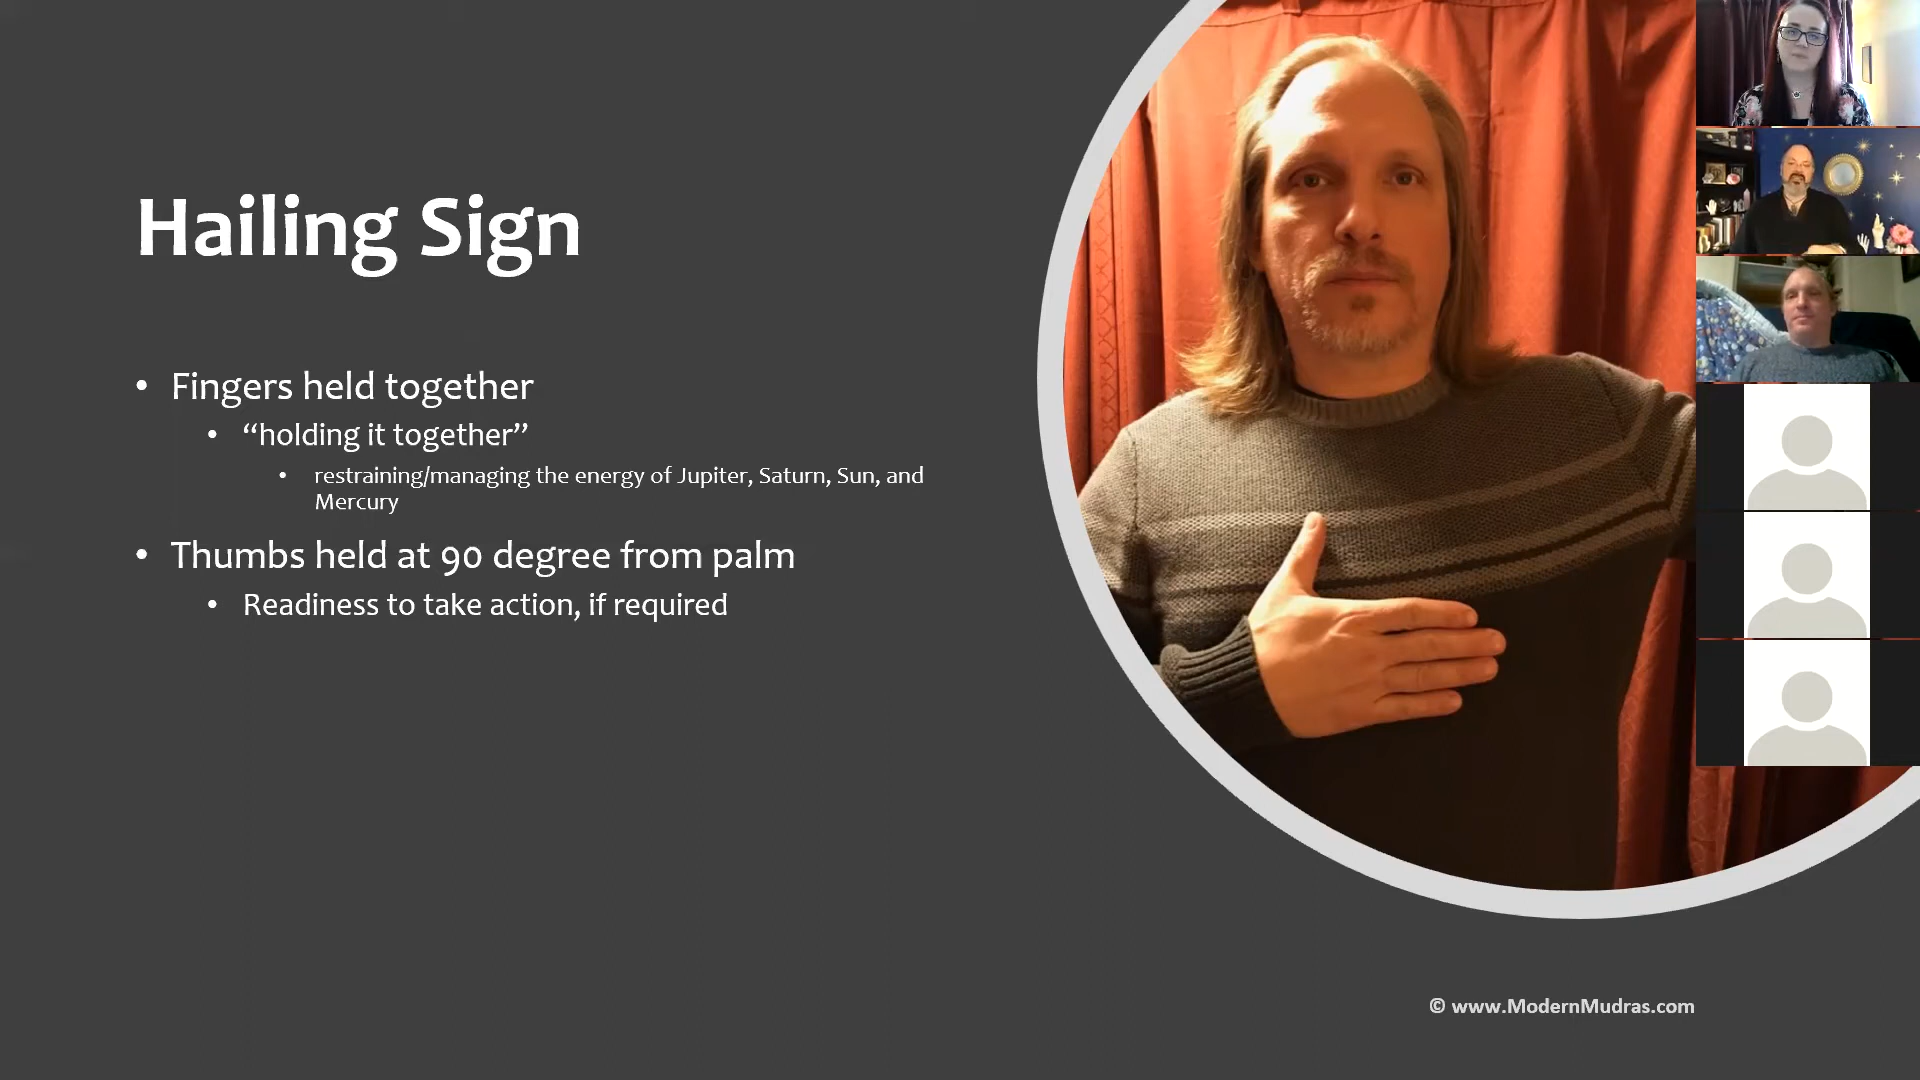 Hailing Sign
• Fingers held together
• “holding it together”
• restraining/managing the energy of Jupiter, Saturn, Sun, and
Mercury
• Thumbs held at 90 degree from palm
• Readiness to take action, if required
© www.ModernMudras.com